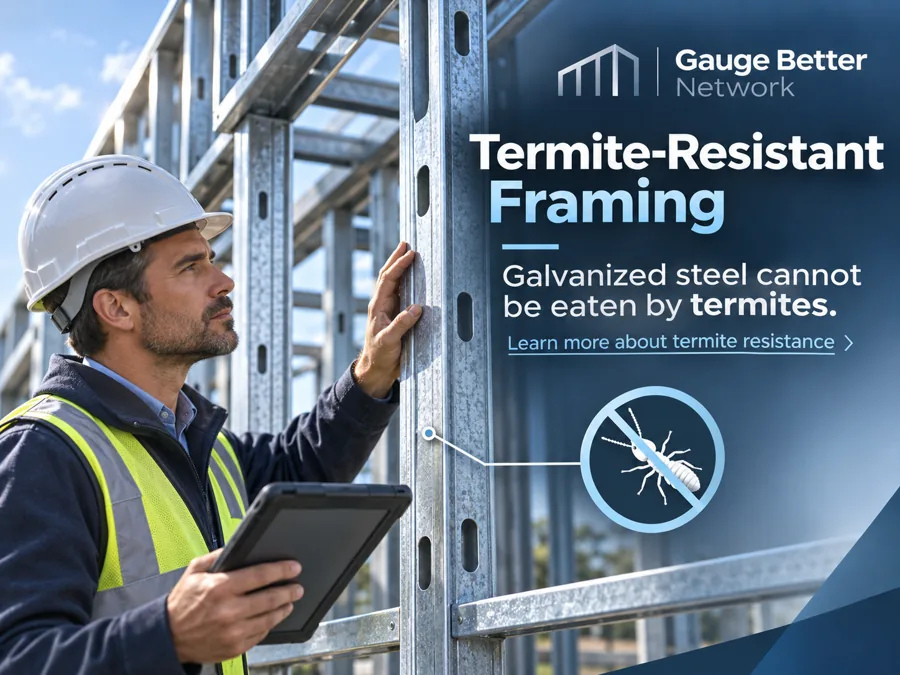 Gauge Better
Network
Termite-Resistant
Framing
Galvanized steel cannot
be eaten by termites.
Learn more about termite resistance >